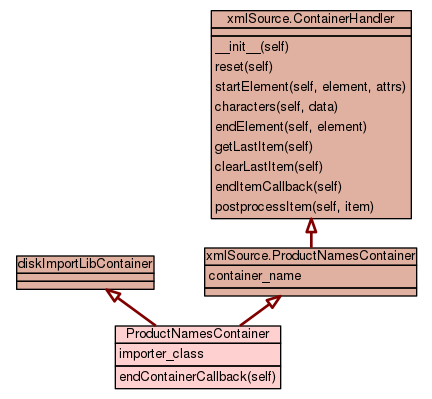 xmlSource.ContainerHandler
__init__(self)
reset(self)
startElement(self, element, attrs)
characters(self, data)
endElement(self, element)
getLastItem(self)
clearLastItem(self)
endItemCallback(self)
postprocessItem(self, item)
diskImportLibContainer
xmlSource.ProductNamesContainer
container_name
ProductNamesContainer
importer_class
endContainerCallback(self)